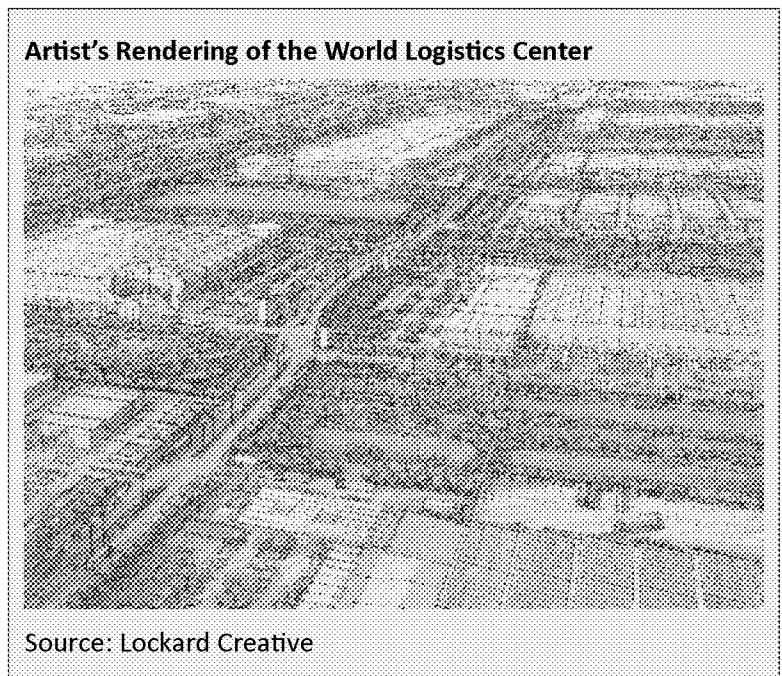 Artist’s Rendering of the World Logistics Center
Source: Lockard Creative